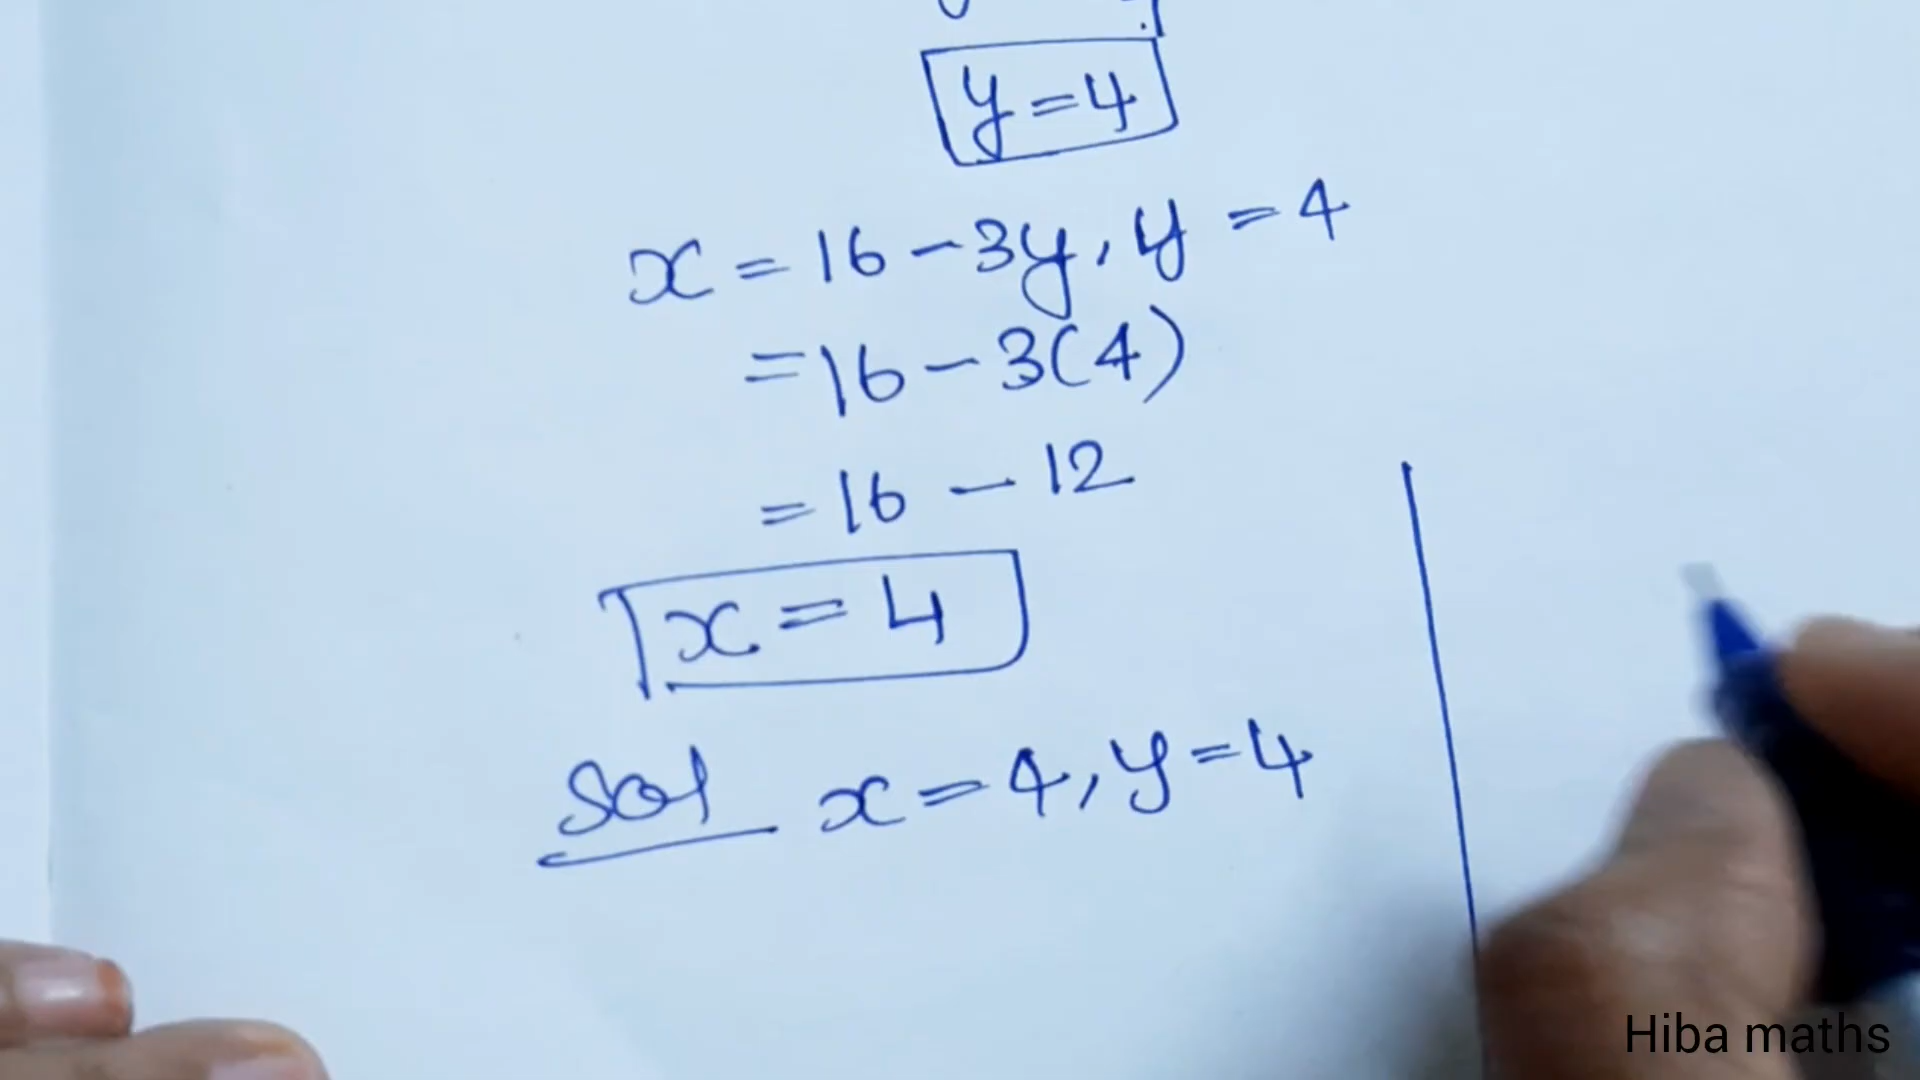 y = 4
x = 16 - 3y, y = 4
= 16 - 3(4)
= 16 - 12
x = 4
Sol x = 4, y = 4
Hiba maths